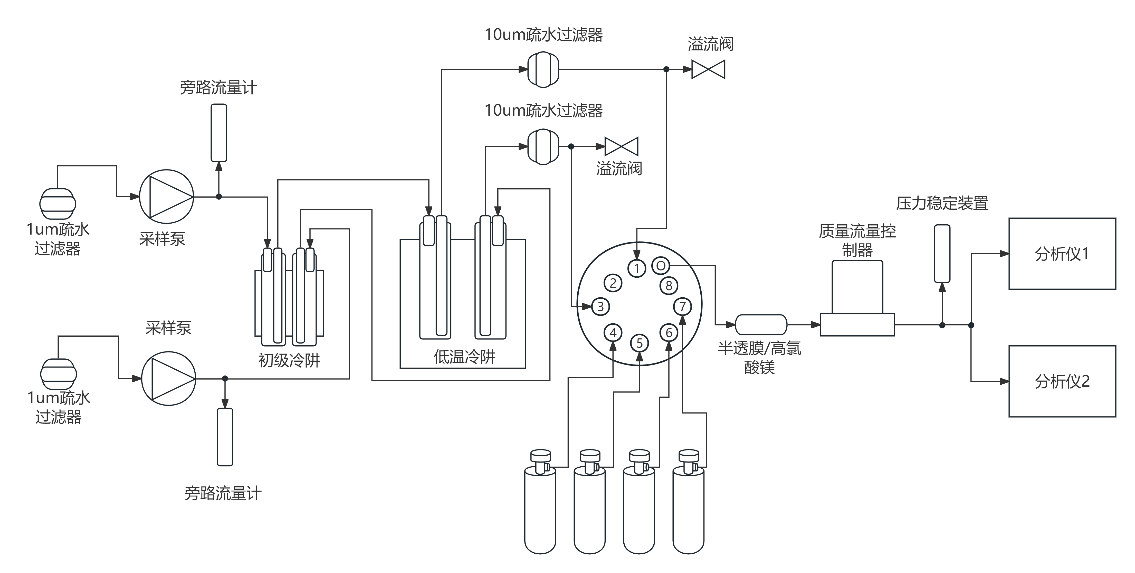 10um疏水过滤器
溢流阀
旁路流量计
10um疏水过滤器
溢流阀
1um疏水
过滤器
采样泵
压力稳定装置
质量流量控
制器
分析仪1
1
O
2
8
3
7
4
5
6
采样泵
初级冷阱
低温冷阱
半透膜/高氯
酸镁
分析仪2
1um疏水
过滤器
旁路流量计